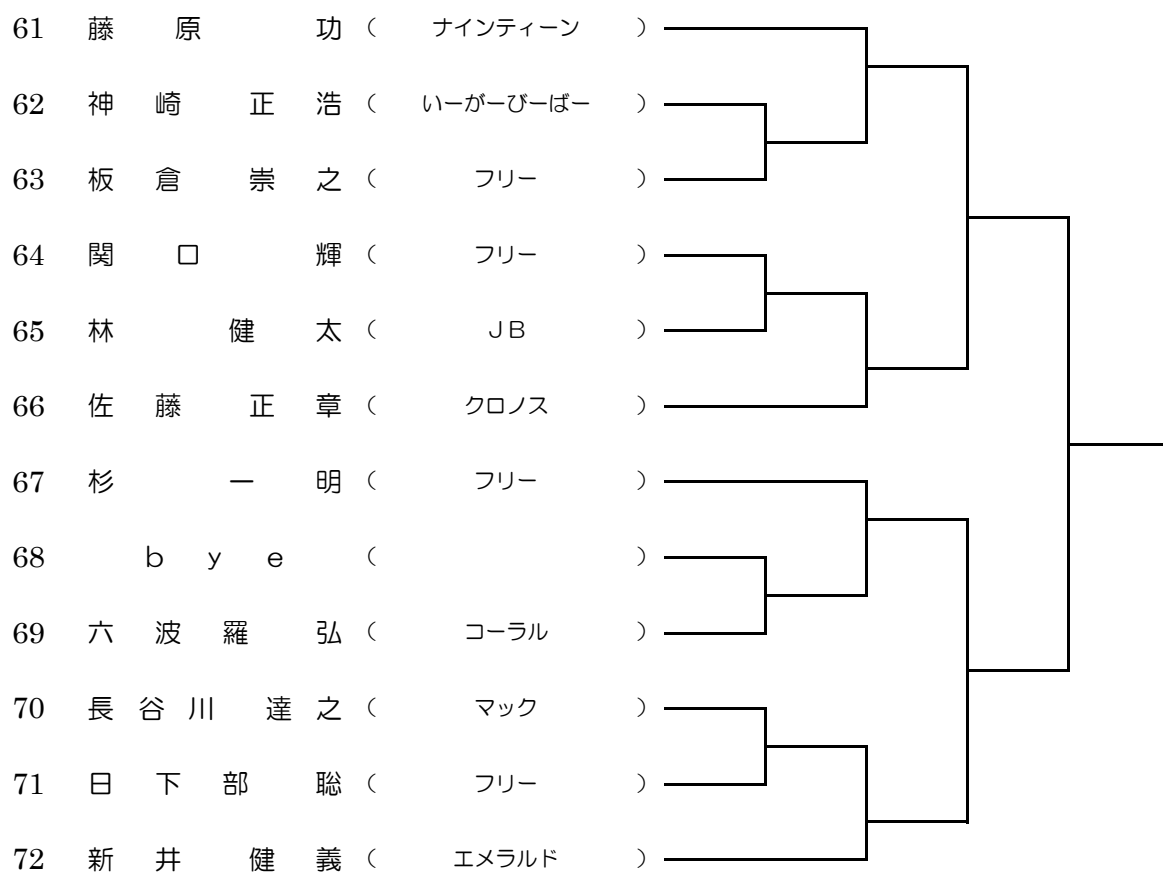 61 藤原 功 ( ナインティーン )
62 神崎 正浩 ( いーがーびーばー )
63 板倉 崇之 ( フリー )
64 関口 輝 ( フリー )
65 林 健太 ( JB )
66 佐藤 正章 ( クロノス )
67 杉 一明 ( フリー )
68 bye ( )
69 六波羅 弘 ( コーラル )
70 長谷川 達之 ( マック )
71 日下部 聡 ( フリー )
72 新井 健義 ( エメラルド )